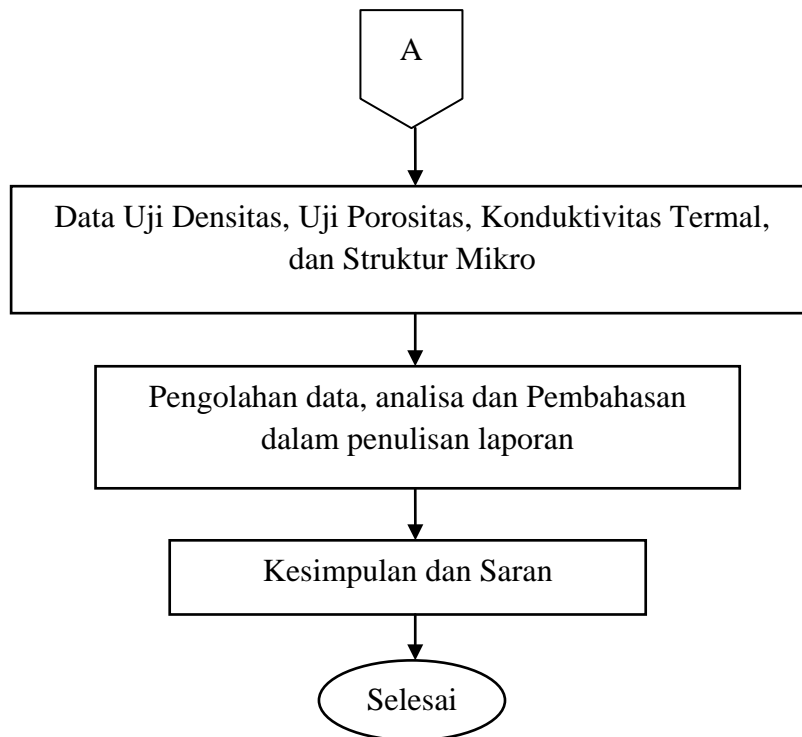 A
Data Uji Densitas, Uji Porositas, Konduktivitas Termal,
dan Struktur Mikro
Pengolahan data, analisa dan Pembahasan
dalam penulisan laporan
Kesimpulan dan Saran
Selesai